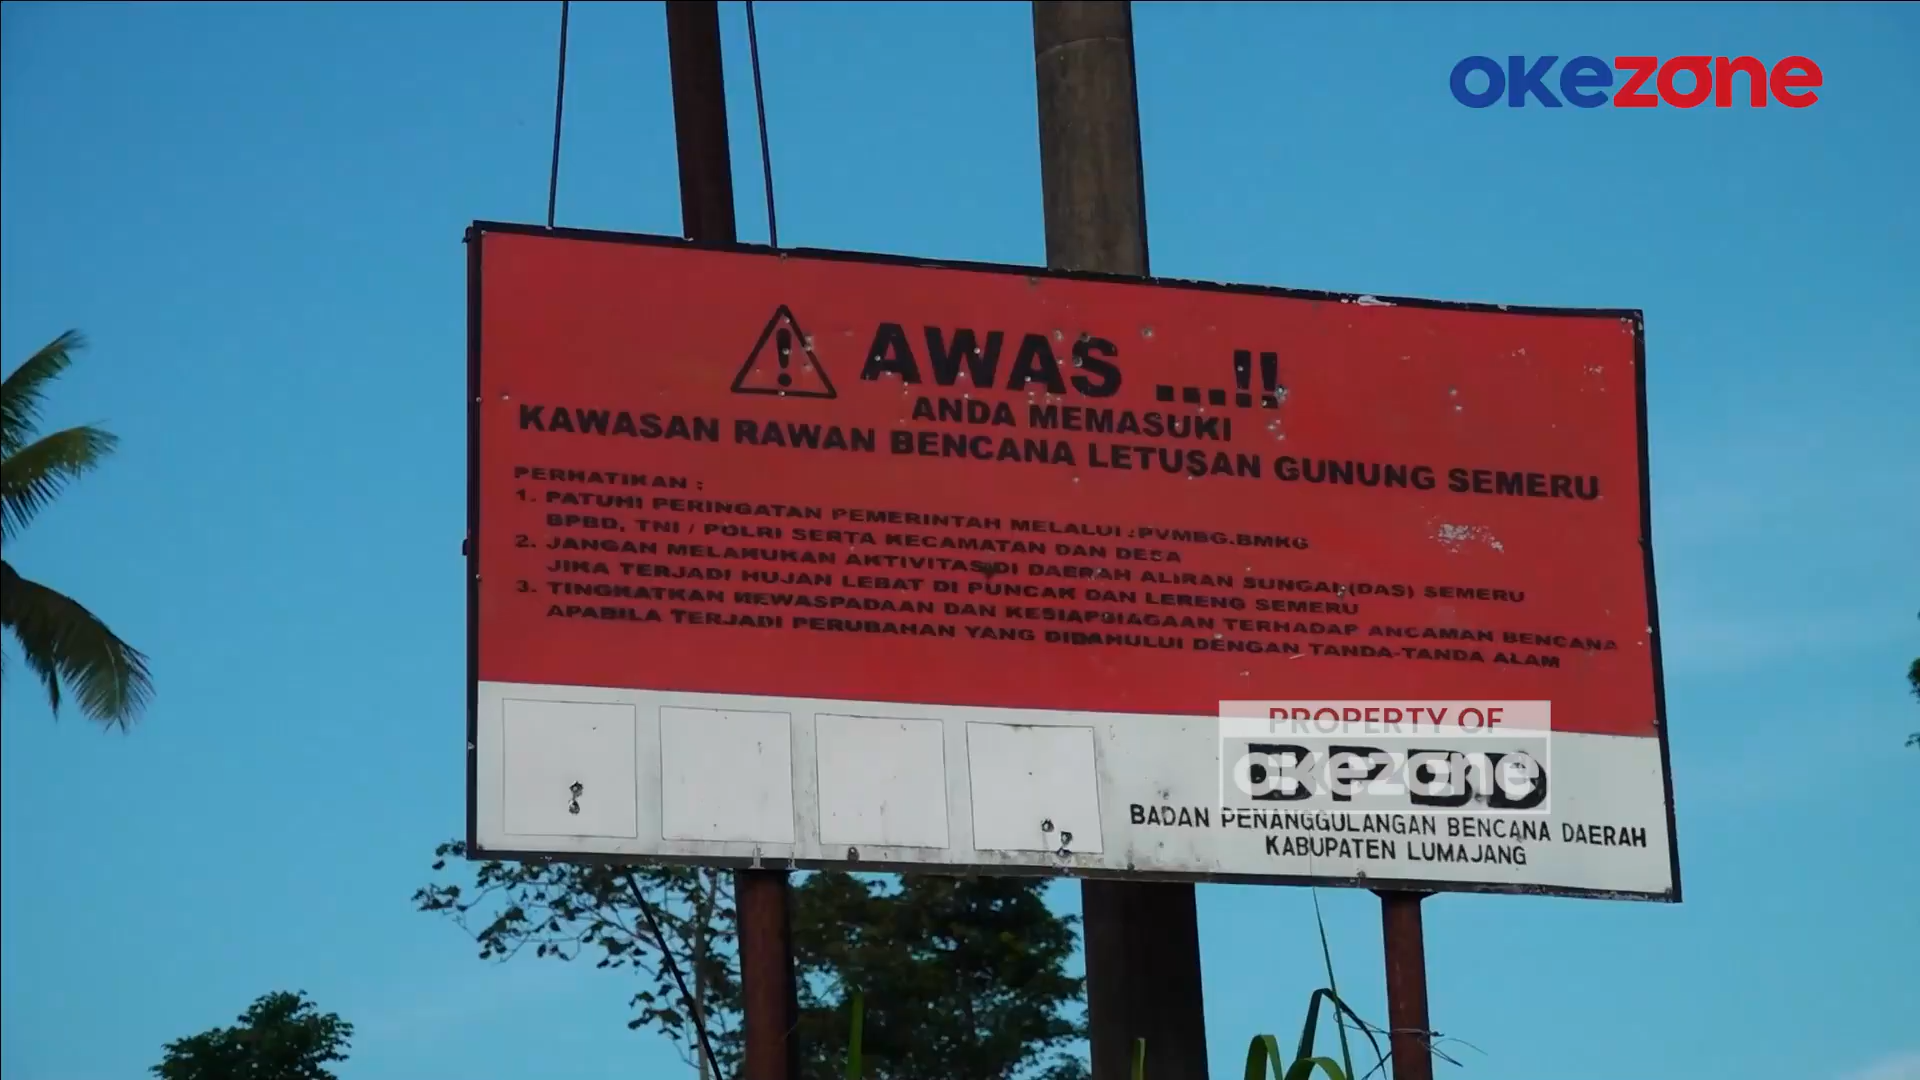 okezone
AWAS ...!!
ANDA MEMASUKI
KAWASAN RAWAN BENCANA LETUSAN GUNUNG SEMERU
PERHATIKAN :
1. PATUHI PERINGATAN PEMERINTAH MELALUI :PVMBG.BMKG
BPBD, TNI / POLRI SERTA KECAMATAN DAN DESA
2. JANGAN MELAKUKAN AKTIVITAS DI DAERAH ALIRAN SUNGAI (DAS) SEMERU
JIKA TERJADI HUJAN LEBAT DI PUNCAK DAN LERENG SEMERU
3. TINGKATKAN KEWASPADAAN DAN KESIAPSIAGAAN TERHADAP ANCAMAN BENCANA
APABILA TERJADI PERUBAHAN YANG DIDAHULUI DENGAN TANDA-TANDA ALAM
PROPERTY OF
okezone
BPBD
BADAN PENANGGULANGAN BENCANA DAERAH
KABUPATEN LUMAJANG